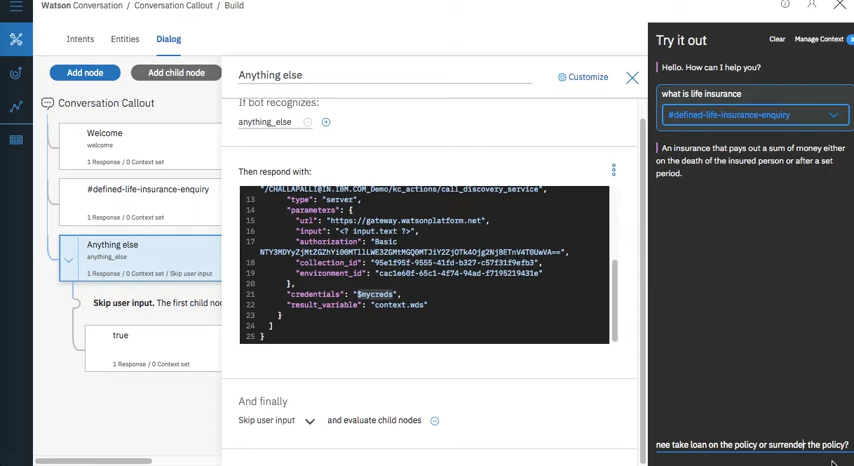 Watson Conversation / Conversation Callout / Build
Intents Entities Dialog
Add node Add child node
Conversation Callout
Welcome
welcome
1 Response / 0 Context set
#defined-life-insurance-enquiry
1 Response / 0 Context set
Anything else
anything_else
1 Response / 0 Context set / Skip user input
Skip user input. The first child noc
true
1 Response / 0 Context set
Anything else
Customize
If bot recognizes:
anything_else
Then respond with:
"/CHALLAPALLI@IN.IBM.COM_Demo/kc_actions/call_discovery_service",
13 "type": "server",
14 "parameters": {
15 "url": "https://gateway.watsonplatform.net",
16 "input": "<? input.text ?>",
17 "authorization": "Basic
18 "collection_id": "95e1f95f-9555-41fd-b327-c57f319efb3",
19 "environment_id": "cac1e60f-65c1-4f74-94ad-f7195219431e"
20 },
21 "credentials": "$mycreds",
22 "result_variable": "context.wds"
23 }
24 ]
25 }
And finally
Skip user input and evaluate child nodes
Try it out Clear Manage Context
Hello. How can I help you?
what is life insurance
#defined-life-insurance-enquiry
An insurance that pays out a sum of money either
on the death of the insured person or after a set
period.
nee take loan on the policy or surrender the policy?